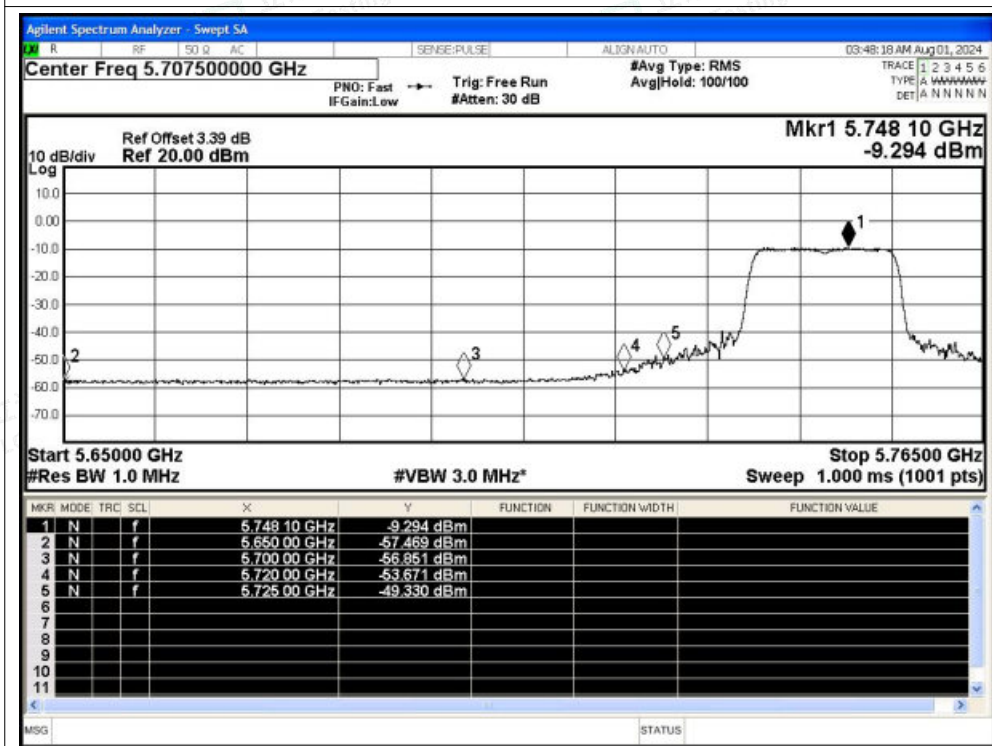 Agilent Spectrum Analyzer - Swept SA
R RF 50 Ω AC SENSE:PULSE ALIGN AUTO 03:48:18 AM Aug 01, 2024
Center Freq 5.707500000 GHz #Avg Type: RMS TRACE 1 2 3 4 5 6
PNO: Fast Trig: Free Run Avg|Hold: 100/100 TYPE A WWWWW
IFGain:Low #Atten: 30 dB DET A N N N N N
Mkr1 5.748 10 GHz
-9.294 dBm
Ref Offset 3.39 dB
10 dB/div Ref 20.00 dBm
Log
10.0
0.00
-10.0
-20.0
-30.0
-40.0
-50.0
-60.0
-70.0
1
2
3
4
5
Start 5.65000 GHz Stop 5.76500 GHz
#Res BW 1.0 MHz #VBW 3.0 MHz* Sweep 1.000 ms (1001 pts)
MKR MODE TRC SCL X Y FUNCTION FUNCTION WIDTH FUNCTION VALUE
1 N f 5.748 10 GHz -9.294 dBm
2 N f 5.650 00 GHz -57.469 dBm
3 N f 5.700 00 GHz -56.851 dBm
4 N f 5.720 00 GHz -53.671 dBm
5 N f 5.725 00 GHz -49.330 dBm
6
7
8
9
10
11
MSG STATUS